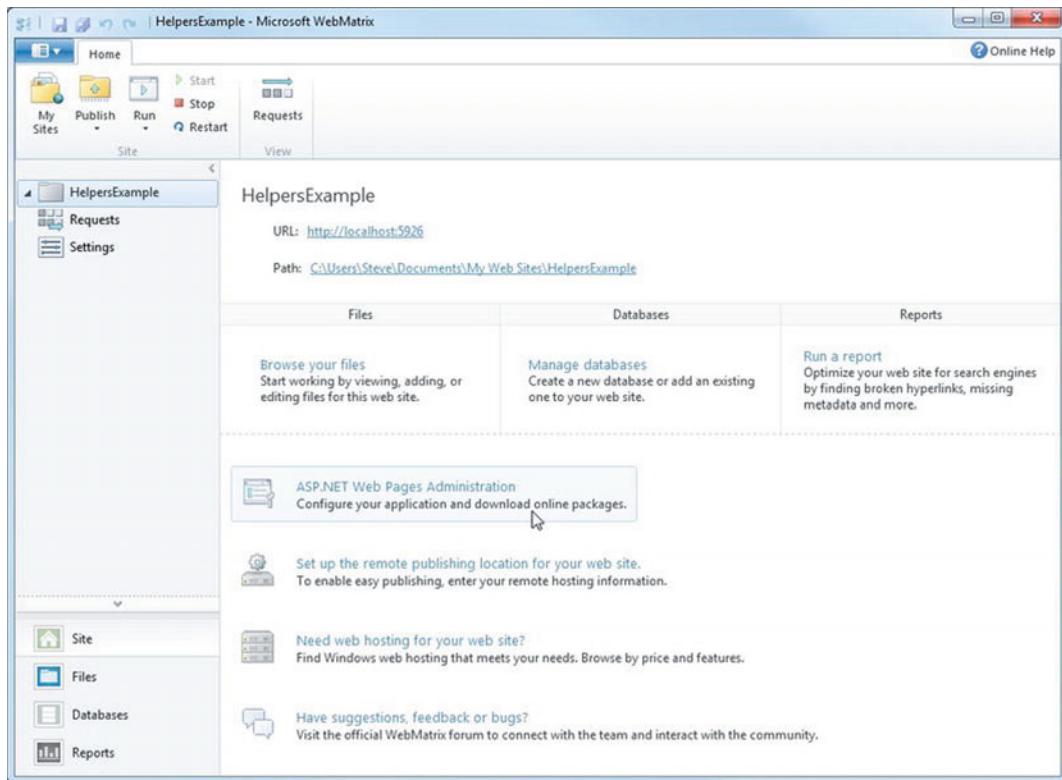 HelpersExample - Microsoft WebMatrix
Home
Online Help
My Sites
Publish
Run
Start
Stop
Restart
Requests
Site
View
HelpersExample
Requests
Settings
HelpersExample
URL: http://localhost:5926
Path: C:\Users\Steve\Documents\My Web Sites\HelpersExample
Files
Databases
Reports
Browse your files
Start working by viewing, adding, or
editing files for this web site.
Manage databases
Create a new database or add an existing
one to your web site.
Run a report
Optimize your web site for search engines
by finding broken hyperlinks, missing
metadata and more.
ASP.NET Web Pages Administration
Configure your application and download online packages.
Set up the remote publishing location for your web site.
To enable easy publishing, enter your remote hosting information.
Need web hosting for your web site?
Find Windows web hosting that meets your needs. Browse by price and features.
Have suggestions, feedback or bugs?
Visit the official WebMatrix forum to connect with the team and interact with the community.
Site
Files
Databases
Reports